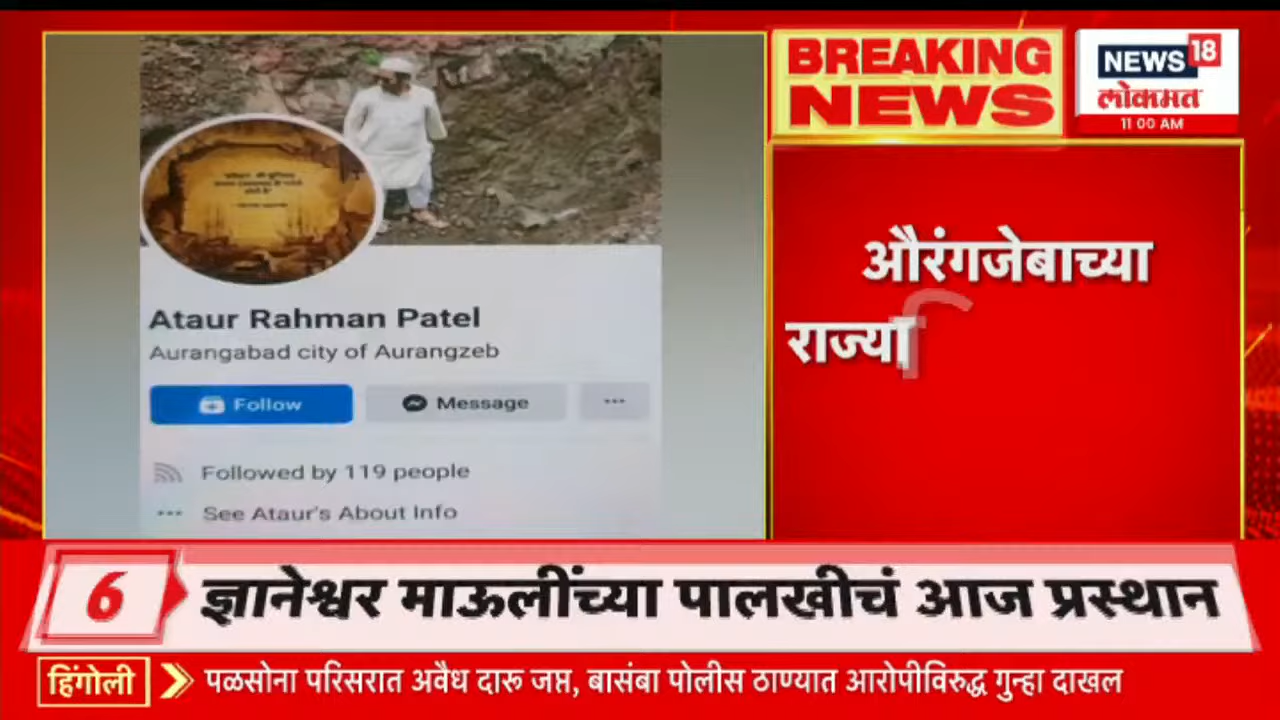 BREAKING
NEWS
NEWS 18
लोकमत
11 00 AM
औरंगजेबाच्या
राज्या
Ataur Rahman Patel
Aurangabad city of Aurangzeb
Follow
Message
Followed by 119 people
See Ataur's About Info
6 ज्ञानेश्वर माऊलींच्या पालखीचं आज प्रस्थान
हिंगोली पळसोना परिसरात अवैध दारू जप्त, बासंबा पोलीस ठाण्यात आरोपीविरुद्ध गुन्हा दाखल